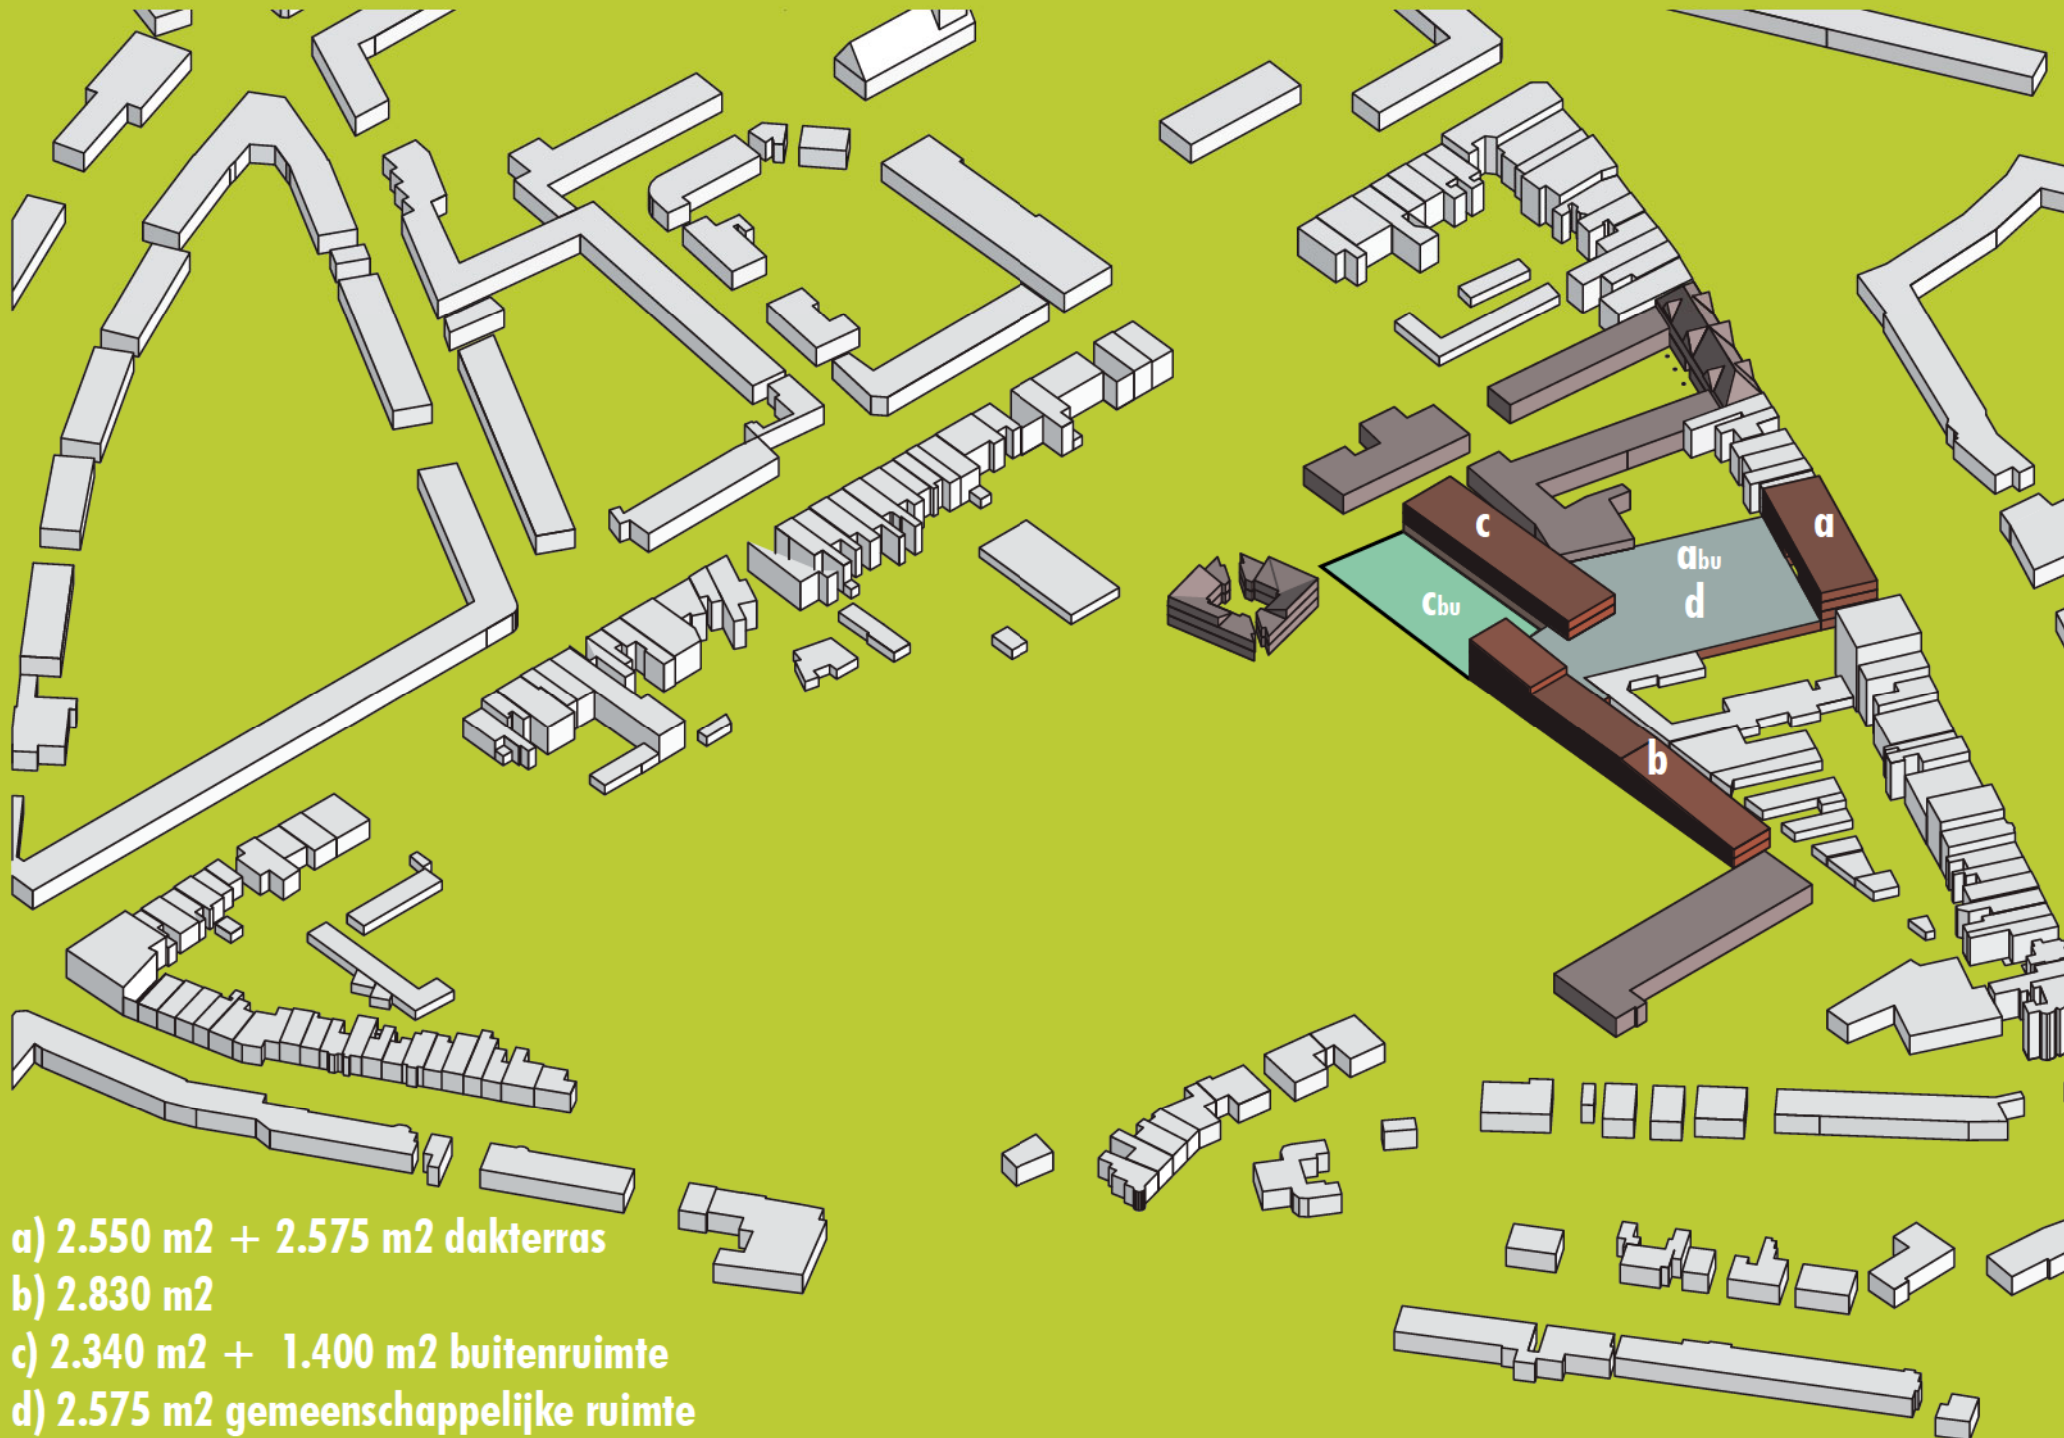 c
a
abu
cbu
d
b
a) 2.550 m2 + 2.575 m2 dakterras
b) 2.830 m2
c) 2.340 m2 + 1.400 m2 buitenruimte
d) 2.575 m2 gemeenschappelijke ruimte